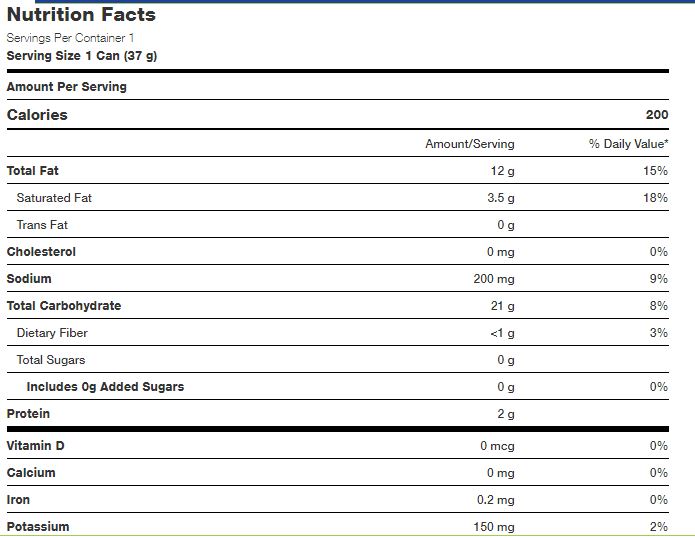 Nutrition Facts
Servings Per Container 1
Serving Size 1 Can (37 g)
Amount Per Serving
Calories 200
Amount/Serving % Daily Value*
Total Fat 12 g 15%
Saturated Fat 3.5 g 18%
Trans Fat 0 g
Cholesterol 0 mg 0%
Sodium 200 mg 9%
Total Carbohydrate 21 g 8%
Dietary Fiber <1 g 3%
Total Sugars 0 g
Includes 0g Added Sugars 0 g 0%
Protein 2 g
Vitamin D 0 mcg 0%
Calcium 0 mg 0%
Iron 0.2 mg 0%
Potassium 150 mg 2%